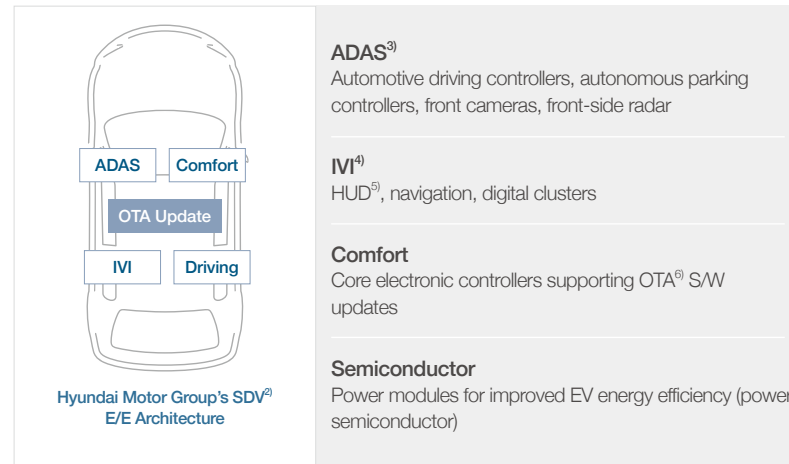 ADAS Comfort
OTA Update
IVI Driving
Hyundai Motor Group's SDV2)
E/E Architecture
ADAS3)
Automotive driving controllers, autonomous parking
controllers, front cameras, front-side radar
IVI4)
HUD5), navigation, digital clusters
Comfort
Core electronic controllers supporting OTA6) S/W
updates
Semiconductor
Power modules for improved EV energy efficiency (power
semiconductor)